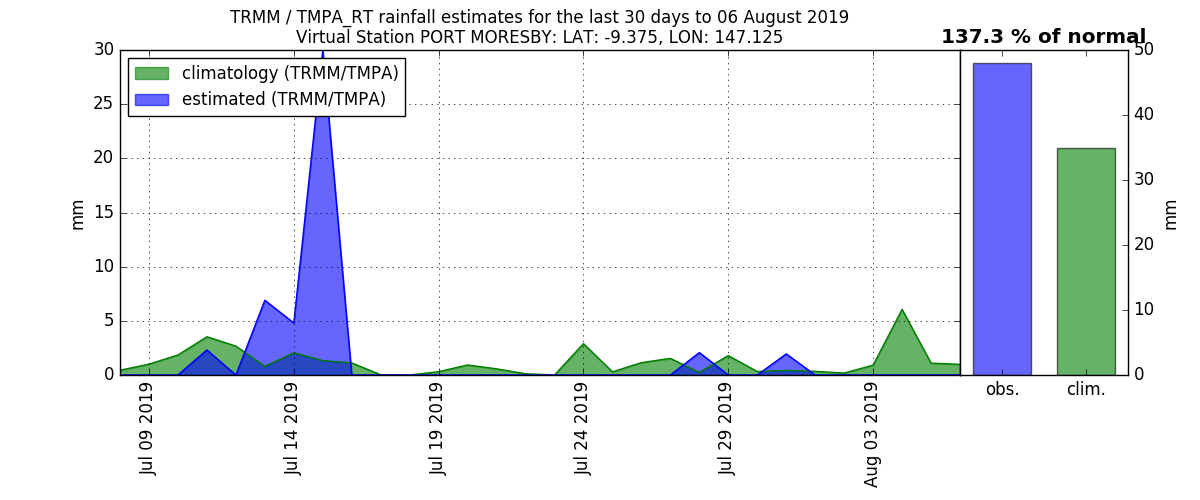 TRMM / TMPA_RT rainfall estimates for the last 30 days to 06 August 2019
Virtual Station PORT MORESBY: LAT: -9.375, LON: 147.125
137.3 % of normal
climatology (TRMM/TMPA)
estimated (TRMM/TMPA)
30
25
20
15
10
5
0
mm
Jul 09 2019
Jul 14 2019
Jul 19 2019
Jul 24 2019
Jul 29 2019
Aug 03 2019
50
40
30
20
10
0
mm
obs.
clim.